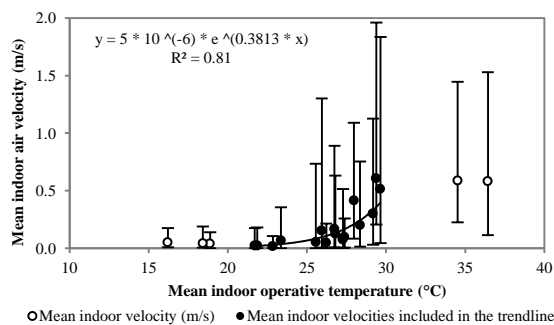 Mean indoor air velocity (m/s)
2.0
1.5
1.0
0.5
0.0
y = 5 * 10 ^(-6) * e ^(0.3813 * x)
R² = 0.81
10 15 20 25 30 35 40
Mean indoor operative temperature (°C)
Mean indoor velocity (m/s) Mean indoor velocities included in the trendline